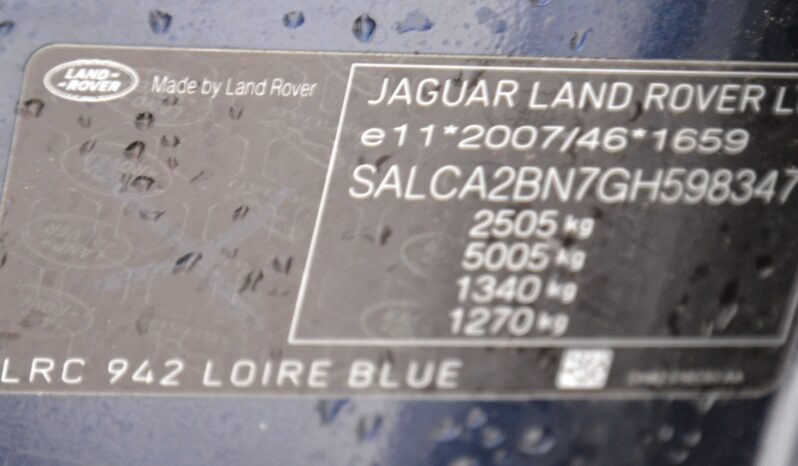 LAND-
ROVER
Made by Land Rover
JAGUAR LAND ROVER
e11*2007/46*1659
SALCA2BN7GH598347
2505 kg
5005 kg
1340 kg
1270 kg
LRC 942 LOIRE BLUE